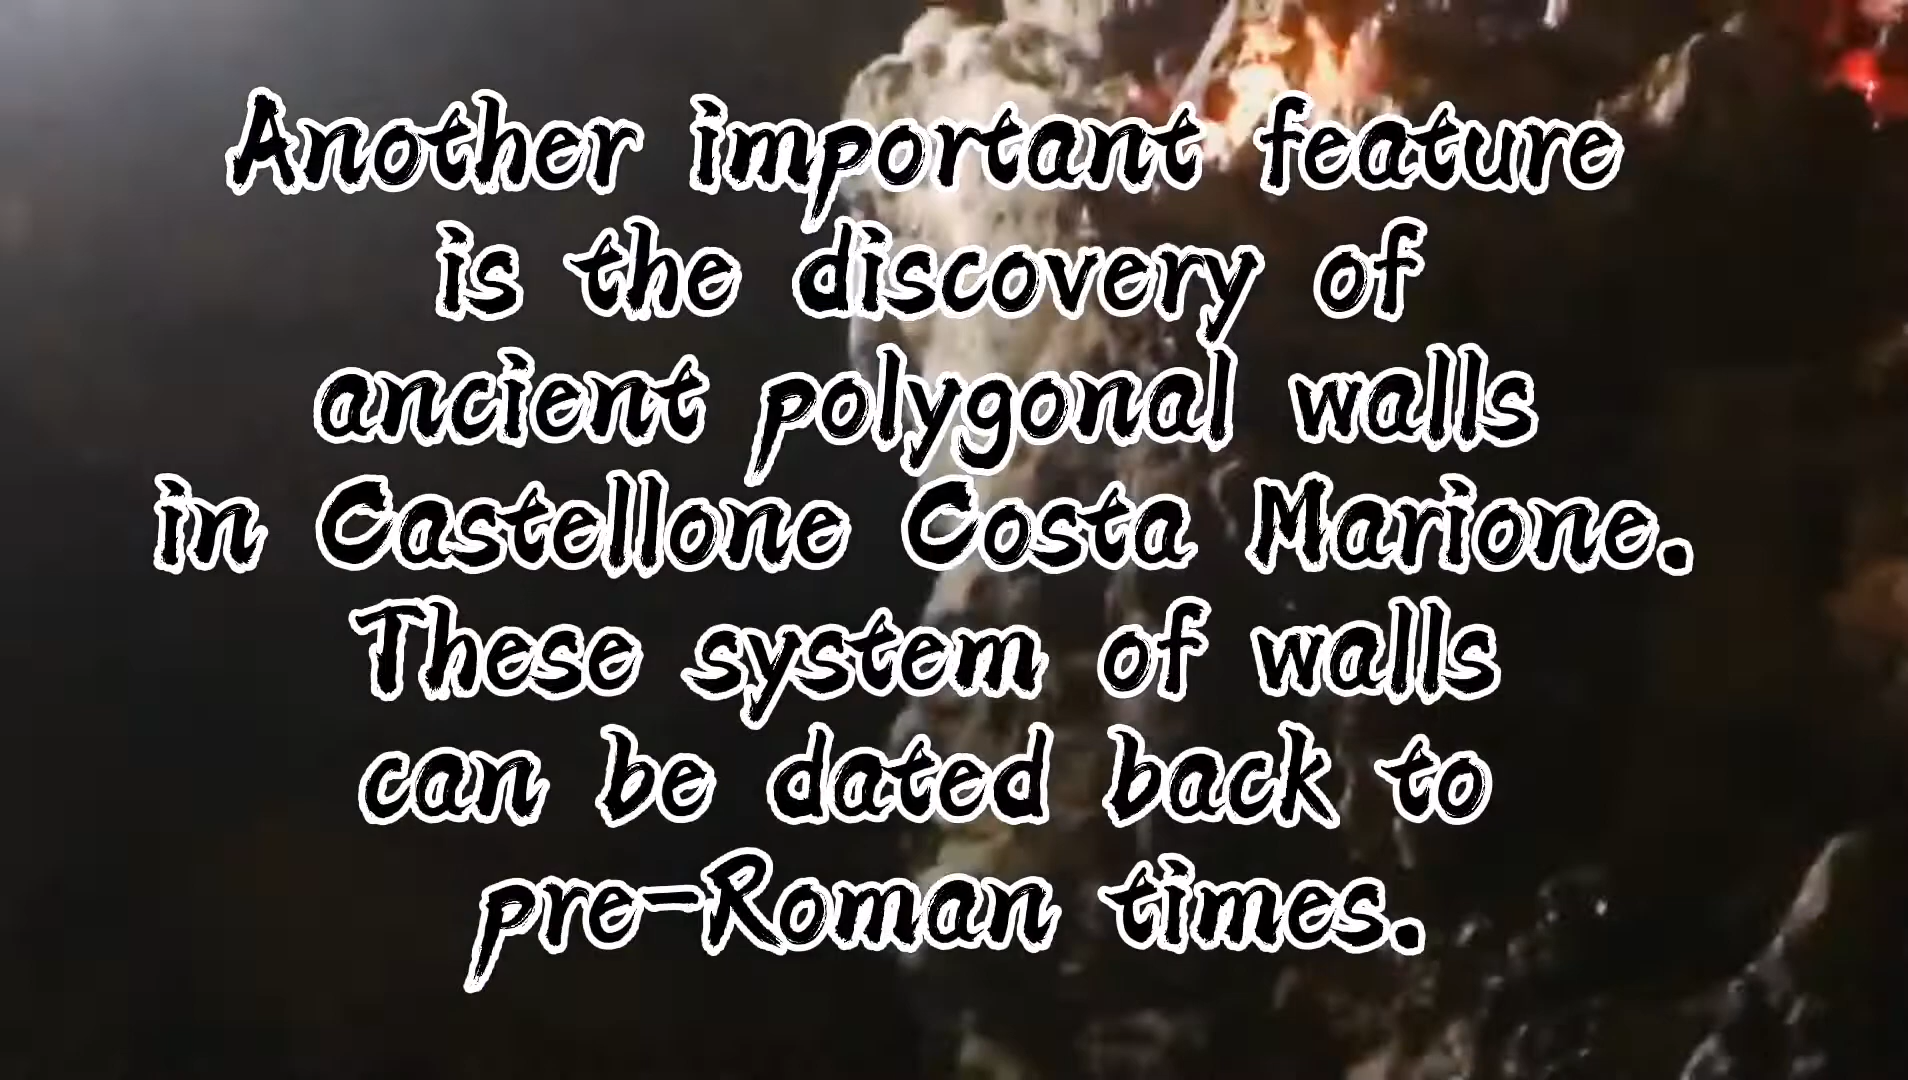 Another important feature
is the discovery of
ancient polygonal walls
in Castellone Costa Marione.
These system of walls
can be dated back to
pre-Roman times.